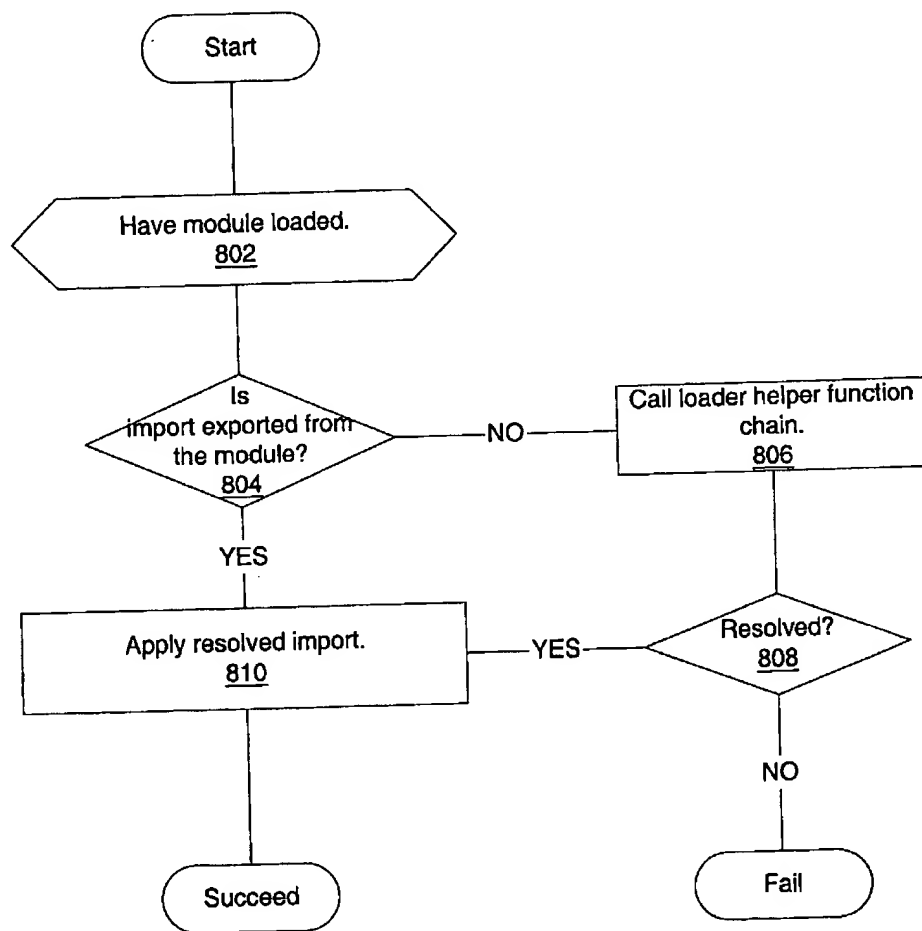 Start
Have module loaded.
802
Is
import exported from
the module?
804
NO
Call loader helper function
chain.
806
YES
Apply resolved import.
810
YES
Resolved?
808
NO
Succeed
Fail